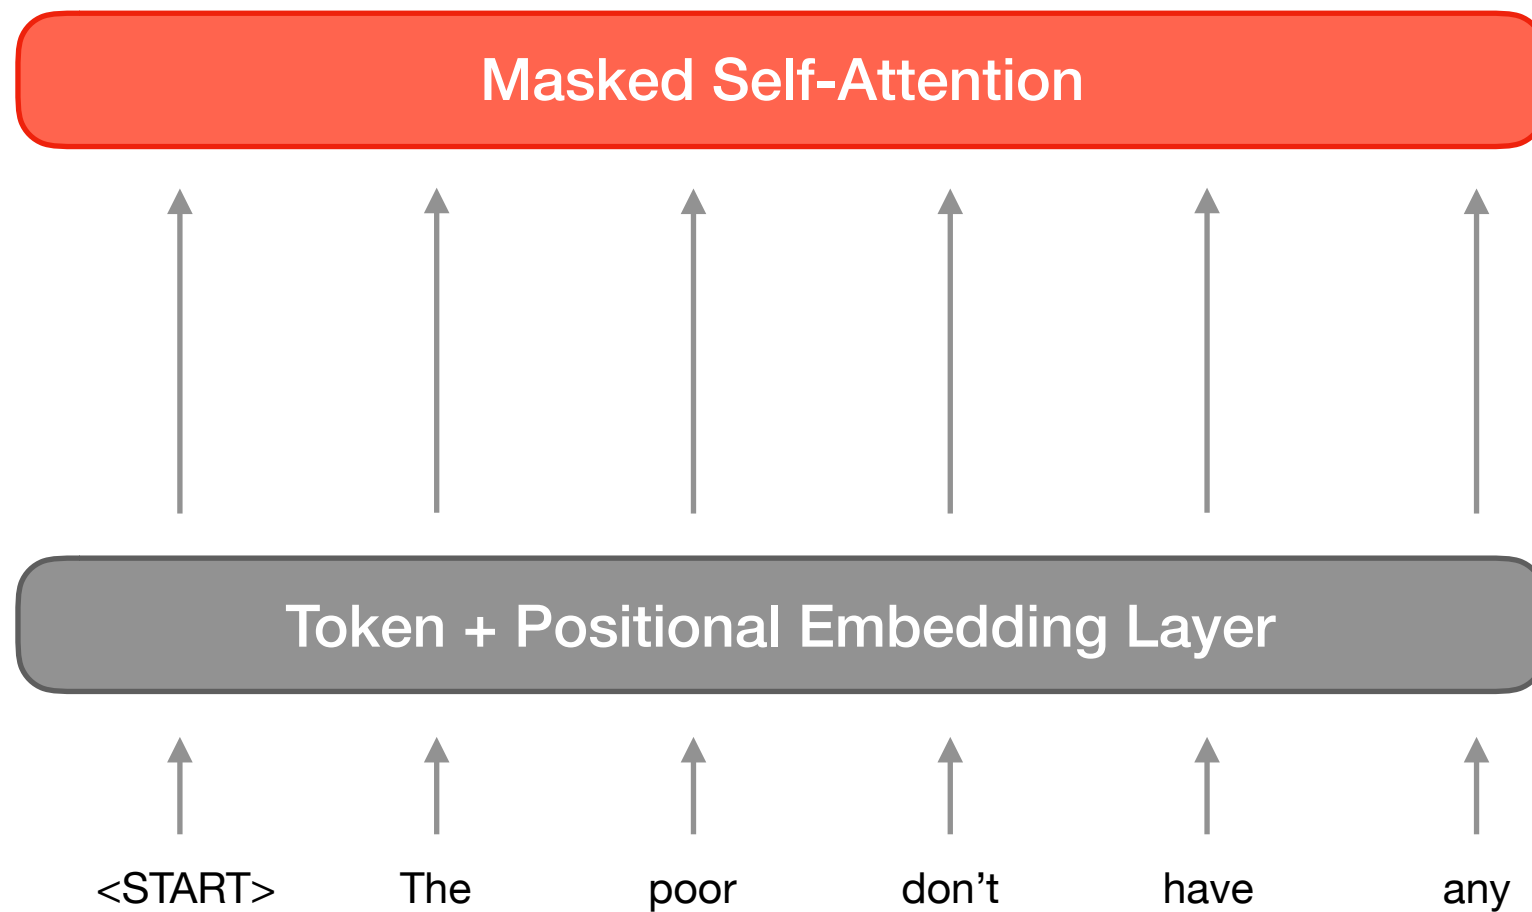 Masked Self-Attention
Token + Positional Embedding Layer
<START> The poor don’t have any